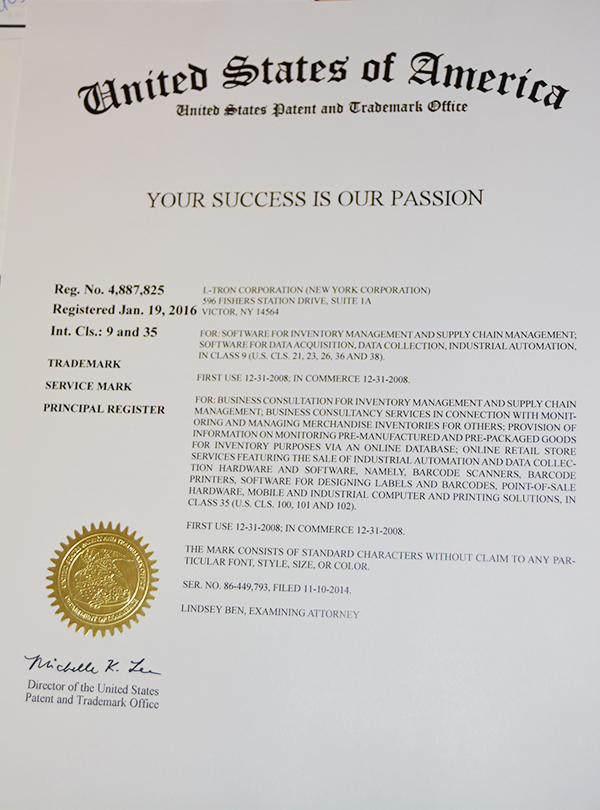 United States of America
United States Patent and Trademark Office
YOUR SUCCESS IS OUR PASSION
Reg. No. 4,887,825
Registered Jan. 19, 2016
Int. Cls.: 9 and 35
TRADEMARK
SERVICE MARK
PRINCIPAL REGISTER
L-TRON CORPORATION (NEW YORK CORPORATION)
596 FISHERS STATION DRIVE, SUITE 1A
VICTOR, NY 14564
FOR: SOFTWARE FOR INVENTORY MANAGEMENT AND SUPPLY CHAIN MANAGEMENT;
SOFTWARE FOR DATA ACQUISITION, DATA COLLECTION, INDUSTRIAL AUTOMATION,
IN CLASS 9 (U.S. CLS. 21, 23, 26, 36 AND 38).
FIRST USE 12-31-2008; IN COMMERCE 12-31-2008.
FOR: BUSINESS CONSULTATION FOR INVENTORY MANAGEMENT AND SUPPLY CHAIN
MANAGEMENT; BUSINESS CONSULTANCY SERVICES IN CONNECTION WITH MONIT-
ORING AND MANAGING MERCHANDISE INVENTORIES FOR OTHERS; PROVISION OF
INFORMATION ON MONITORING PRE-MANUFACTURED AND PRE-PACKAGED GOODS
FOR INVENTORY PURPOSES VIA AN ONLINE DATABASE; ONLINE RETAIL STORE
SERVICES FEATURING THE SALE OF INDUSTRIAL AUTOMATION AND DATA COLLEC-
TION HARDWARE AND SOFTWARE, NAMELY, BARCODE SCANNERS, BARCODE
PRINTERS, SOFTWARE FOR DESIGNING LABELS AND BARCODES, POINT-OF-SALE
HARDWARE, MOBILE AND INDUSTRIAL COMPUTER AND PRINTING SOLUTIONS, IN
CLASS 35 (U.S. CLS. 100, 101 AND 102).
FIRST USE 12-31-2008; IN COMMERCE 12-31-2008.
THE MARK CONSISTS OF STANDARD CHARACTERS WITHOUT CLAIM TO ANY PAR-
TICULAR FONT, STYLE, SIZE, OR COLOR.
SER. NO. 86-449,793, FILED 11-10-2014.
LINDSEY BEN, EXAMINING ATTORNEY
Michelle K. Lee
Director of the United States
Patent and Trademark Office